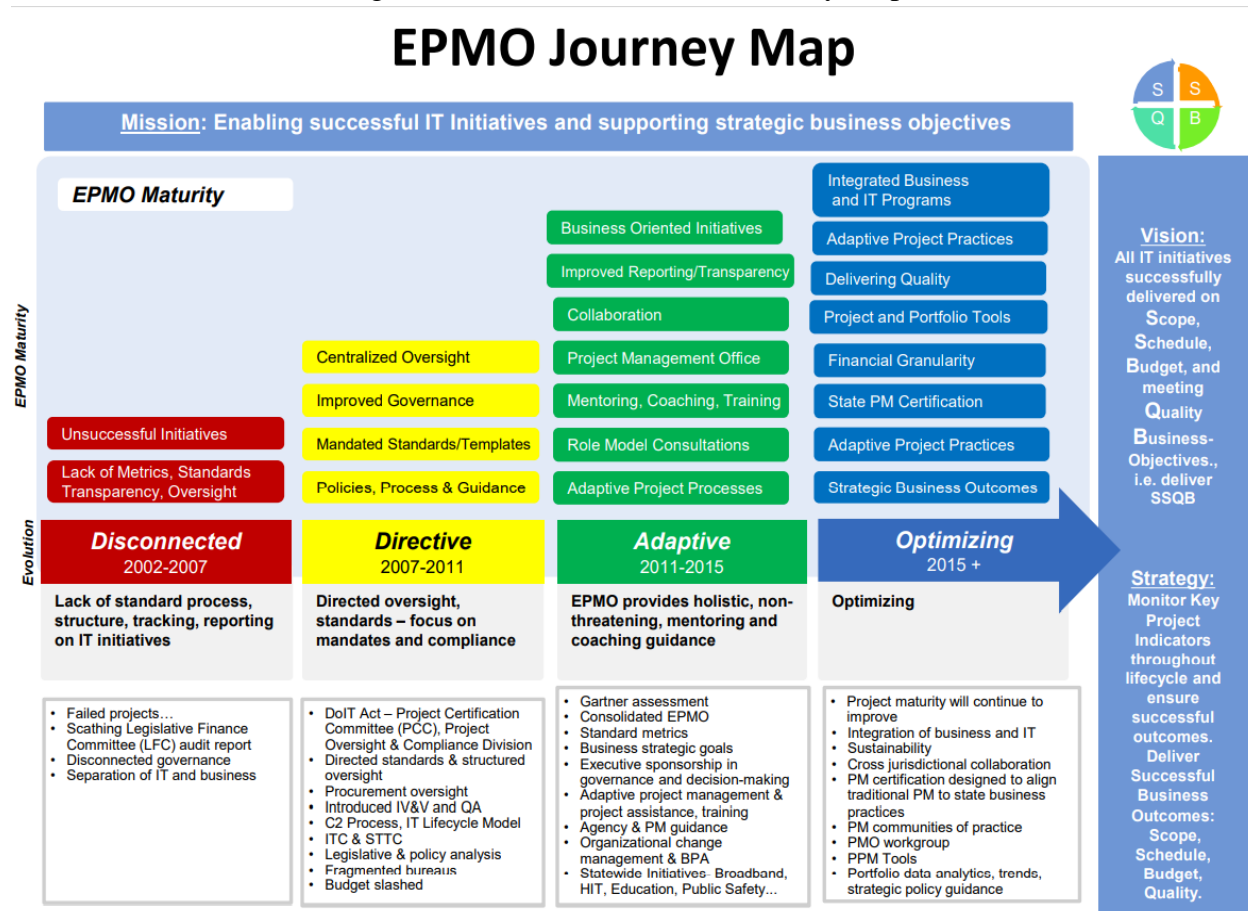 EPMO Journey Map
S
S
Q
B
Mission: Enabling successful IT Initiatives and supporting strategic business objectives
EPMO Maturity
EPMO Maturity
Evolution
Unsuccessful Initiatives
Lack of Metrics, Standards
Transparency, Oversight
Centralized Oversight
Improved Governance
Mandated Standards/Templates
Policies, Process & Guidance
Business Oriented Initiatives
Improved Reporting/Transparency
Collaboration
Project Management Office
Mentoring, Coaching, Training
Role Model Consultations
Adaptive Project Processes
Integrated Business
and IT Programs
Adaptive Project Practices
Delivering Quality
Project and Portfolio Tools
Financial Granularity
State PM Certification
Adaptive Project Practices
Strategic Business Outcomes
Disconnected
2002-2007
Directive
2007-2011
Adaptive
2011-2015
Optimizing
2015 +
Lack of standard process,
structure, tracking, reporting
on IT initiatives
Directed oversight,
standards – focus on
mandates and compliance
EPMO provides holistic, non-
threatening, mentoring and
coaching guidance
Optimizing
• Failed projects…
• Scathing Legislative Finance
Committee (LFC) audit report
• Disconnected governance
• Separation of IT and business
• DoIT Act – Project Certification
Committee (PCC), Project
Oversight & Compliance Division
• Directed standards & structured
oversight
• Procurement oversight
• Introduced IV&V and QA
• C2 Process, IT Lifecycle Model
• ITC & STTC
• Legislative & policy analysis
• Fragmented bureaus
• Budget slashed
• Gartner assessment
• Consolidated EPMO
• Standard metrics
• Business strategic goals
• Executive sponsorship in
governance and decision-making
• Adaptive project management &
project assistance, training
• Agency & PM guidance
• Organizational change
management & BPA
• Statewide Initiatives- Broadband,
HIT, Education, Public Safety...
• Project maturity will continue to
improve
• Integration of business and IT
• Sustainability
• Cross jurisdictional collaboration
• PM certification designed to align
traditional PM to state business
practices
• PM communities of practice
• PMO workgroup
• PPM Tools
• Portfolio data analytics, trends,
strategic policy guidance
Vision:
All IT initiatives
successfully
delivered on
Scope,
Schedule,
Budget, and
meeting
Quality
Business-
Objectives.,
i.e. deliver
SSQB
Strategy:
Monitor Key
Project
Indicators
throughout
lifecycle and
ensure
successful
outcomes.
Deliver
Successful
Business
Outcomes:
Scope,
Schedule,
Budget,
Quality.